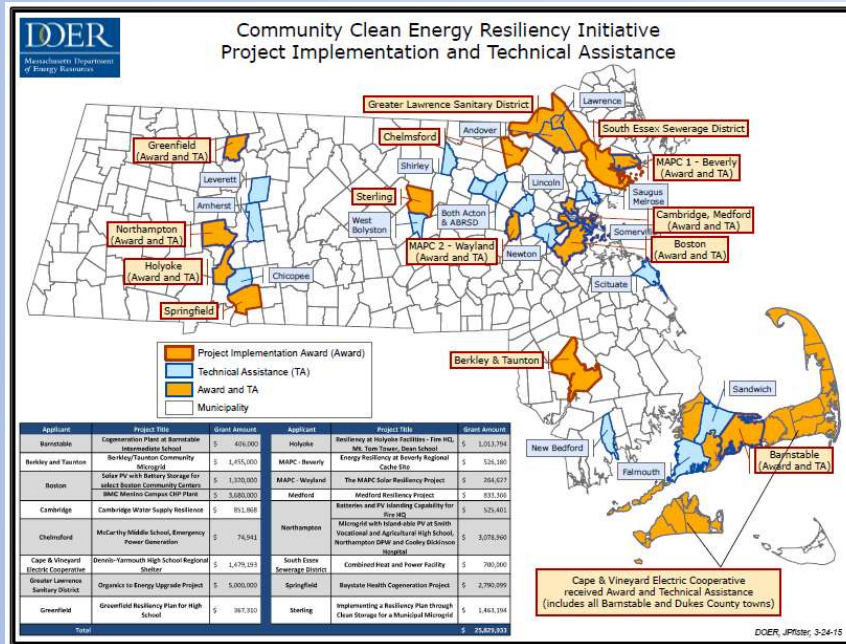 Community Clean Energy Resiliency Initiative
Project Implementation and Technical Assistance
DOER
Massachusetts Department
of Energy Resources
Greater Lawrence Sanitary District
Lawrence
Andover
South Essex Sewerage District
Chelmsford
Greenfield
(Award and TA)
MAPC 1 - Beverly
(Award and TA)
Shirley
Leverett
Lincoln
Saugus
Melrose
Amherst
Sterling
Northampton
(Award and TA)
West
Bolyston
Both Acton
& ABRSD
Cambridge, Medford
(Award and TA)
Somerville
MAPC 2 - Wayland
(Award and TA)
Newton
Boston
(Award and TA)
Holyoke
(Award and TA)
Chicopee
Scituate
Springfield
Project Implementation Award (Award)
Technical Assistance (TA)
Award and TA
Municipality
Berkley & Taunton
Sandwich
New Bedford
Falmouth
Barnstable
(Award and TA)
Cape & Vineyard Electric Cooperative
received Award and Technical Assistance
(includes all Barnstable and Dukes County towns)
Applicant Project Title Grant Amount
Barnstable Cogeneration Plant at Barnstable Intermediate School $ 406,000
Berkley and Taunton Berkley/Taunton Community Microgrid $ 1,455,000
Boston Solar PV with Battery Storage for select Boston Community Centers $ 1,320,000
BMC Menino Campus CHP Plant $ 3,680,000
Cambridge Cambridge Water Supply Resilience $ 851,868
Chelmsford McCarthy Middle School, Emergency Power Generation $ 74,941
Cape & Vineyard Electric Cooperative Dennis-Yarmouth High School Regional Shelter $ 1,479,193
Greater Lawrence Sanitary District Organics to Energy Upgrade Project $ 5,000,000
Greenfield Greenfield Resiliency Plan for High School $ 367,310
Applicant Project Title Grant Amount
Holyoke Resiliency at Holyoke Facilities - Fire HQ, Mt. Tom Tower, Dean School $ 1,013,794
MAPC - Beverly Energy Resiliency at Beverly Regional Cache Site $ 526,180
MAPC - Wayland The MAPC Solar Resiliency Project $ 266,627
Medford Medford Resiliency Project $ 833,366
Northampton Batteries and PV Islanding Capability for Fire HQ $ 525,401
Microgrid with Island-able PV at Smith Vocational and Agricultural High School, Northampton DPW and Cooley Dickinson Hospital $ 3,078,960
South Essex Sewerage District Combined Heat and Power Facility $ 700,000
Springfield Baystate Health Cogeneration Project $ 2,790,099
Sterling Implementing a Resiliency Plan through Clean Storage for a Municipal Microgrid $ 1,463,194
Total $ 25,829,933
DOER, JPfister, 3-24-15